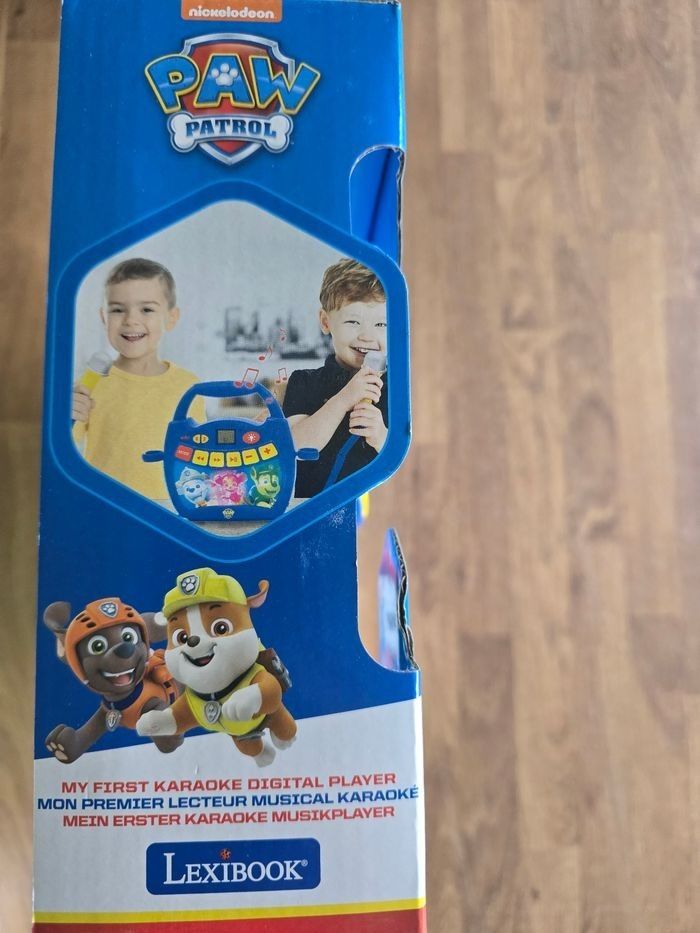 nickelodeon
PAW
PATROL
MY FIRST KARAOKE DIGITAL PLAYER
MON PREMIER LECTEUR MUSICAL KARAOKÉ
MEIN ERSTER KARAOKE MUSIKPLAYER
LEXIBOOK®